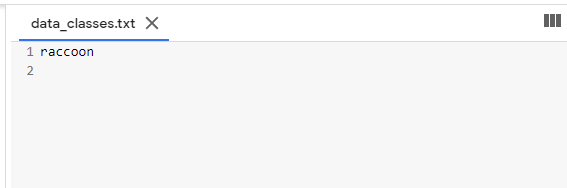 data_classes.txt
1 raccoon
2